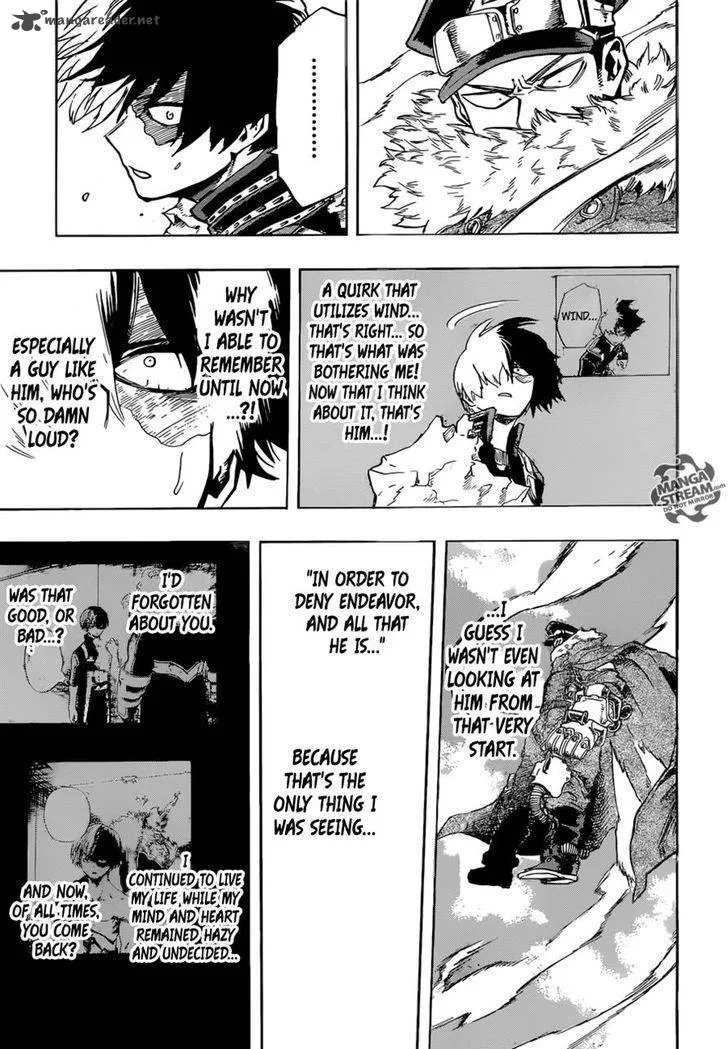 mangareader.net
..........
A QUIRK THAT
UTILIZES WIND...
THAT'S RIGHT... SO
THAT'S WHAT WAS
BOTHERING ME!
NOW THAT I THINK
ABOUT IT, THAT'S
HIM...!
WIND...
WHY
WASN'T
I ABLE TO
REMEMBER
UNTIL NOW
...?!
ESPECIALLY
A GUY LIKE
HIM, WHO'S
SO DAMN
LOUD?
MANGA
STREAM.com
DO NOT MIRROR
...I
GUESS I
WASN'T EVEN
LOOKING AT
HIM FROM
THAT VERY
START.
"IN ORDER TO
DENY ENDEAVOR,
AND ALL THAT
HE IS..."
BECAUSE
THAT'S THE
ONLY THING I
WAS SEEING...
I'D
FORGOTTEN
ABOUT YOU.
WAS THAT
GOOD, OR
BAD...?
I
CONTINUED TO LIVE
MY LIFE WHILE MY
MIND AND HEART
REMAINED HAZY
AND UNDECIDED...
AND NOW,
OF ALL TIMES,
YOU COME
BACK?